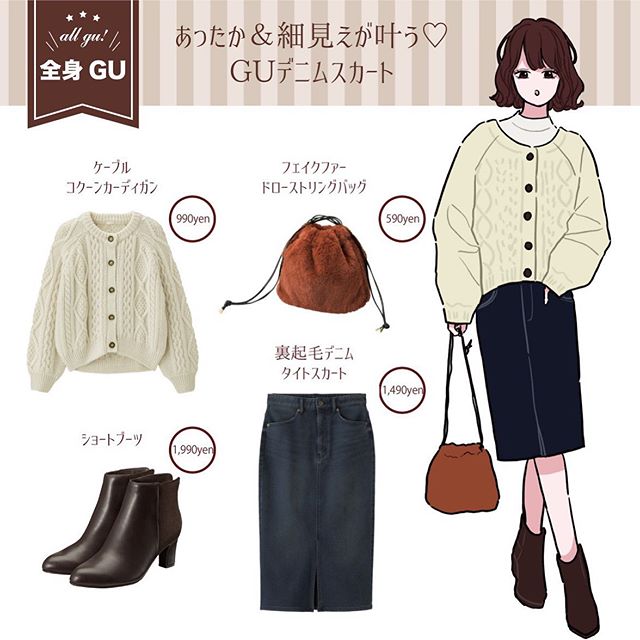 all gu!
全身 GU
あったか＆細見えが叶う♡
GUデニムスカート
ケーブル
コクーンカーディガン
990yen
フェイクファー
ドローストリングバッグ
590yen
裏起毛デニム
タイトスカート
1,490yen
ショートブーツ
1,990yen